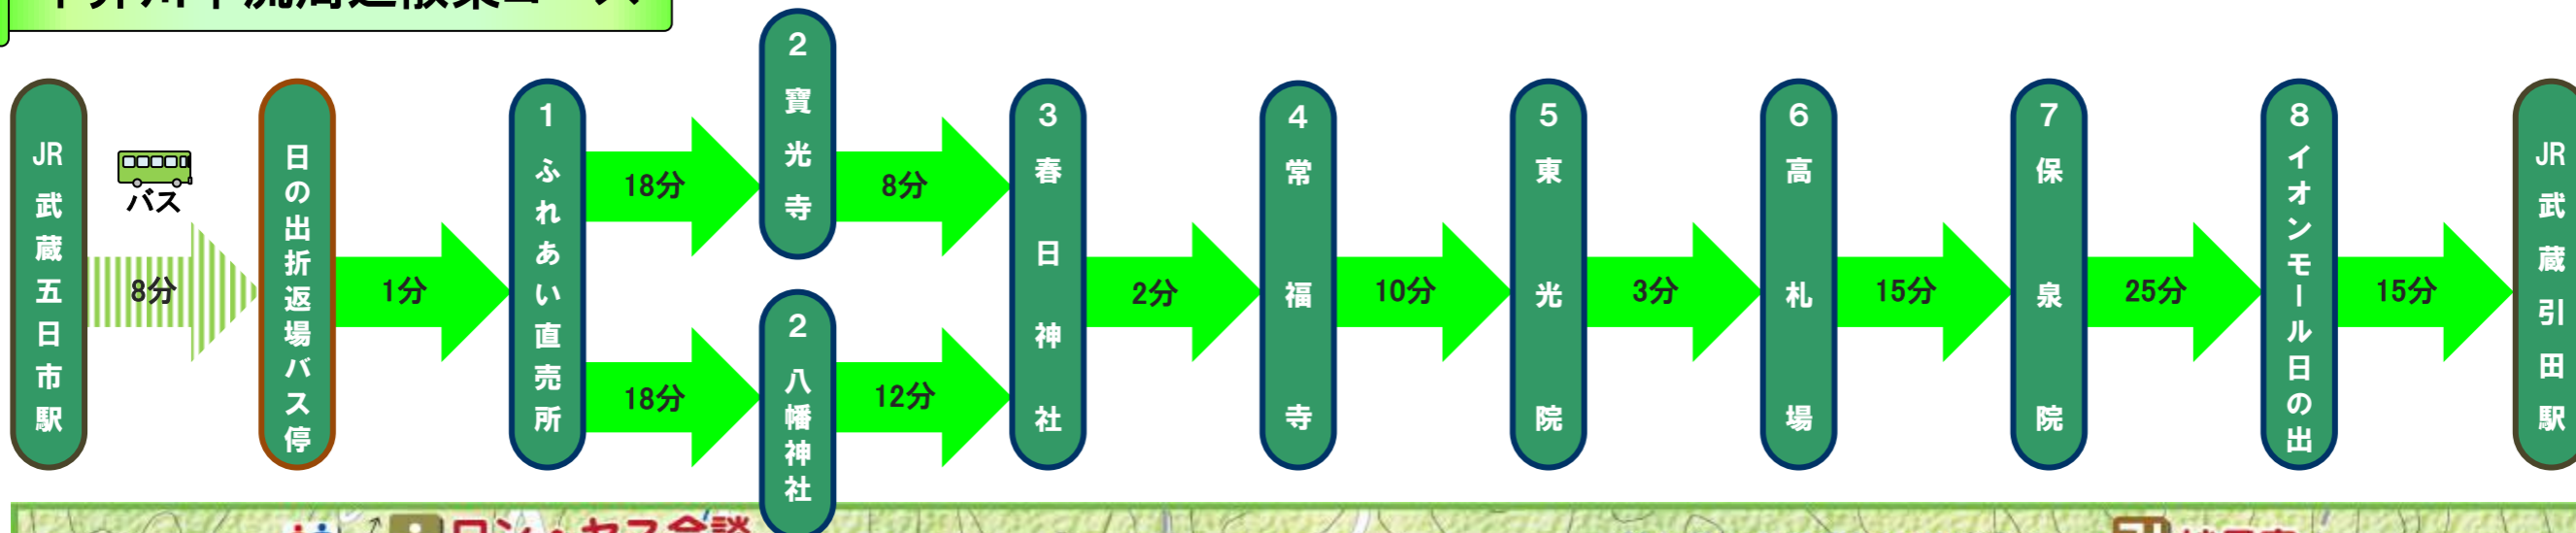 JR武蔵五日市駅
バス
8分
日の出折返場バス停
1分
1ふれあい直売所
18分
2寶光寺
8分
18分
2八幡神社
12分
3春日神社
2分
4常福寺
10分
5東光院
3分
6高札場
15分
7保泉院
25分
8イオンモール日の出
15分
JR武蔵引田駅